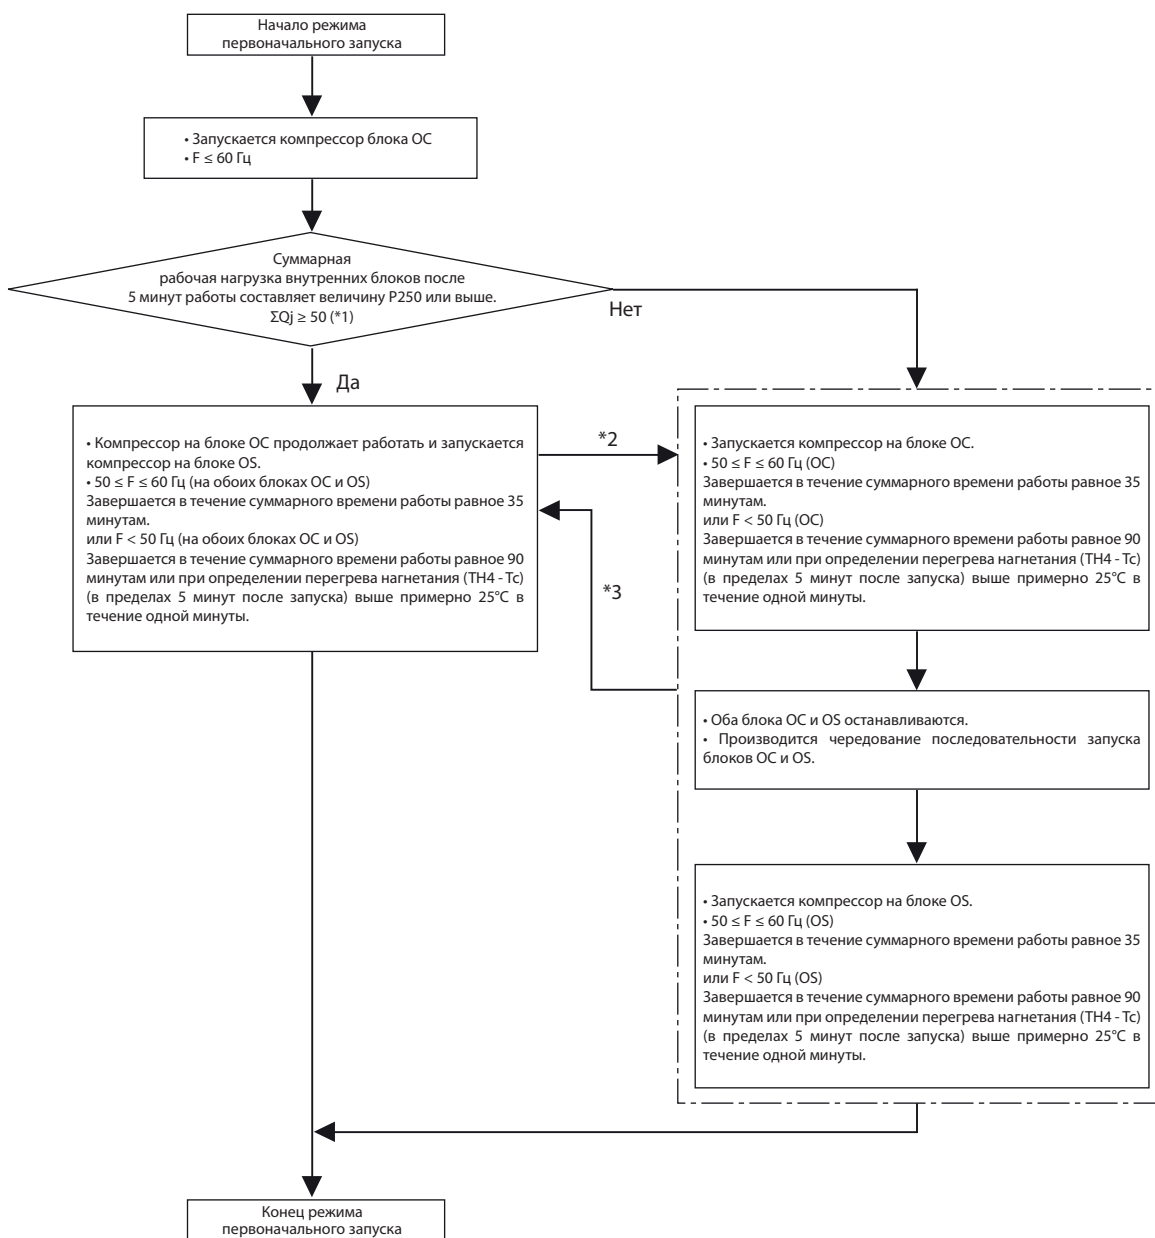 Начало режима
первоначального запуска
• Запускается компрессор блока OC
• F ≤ 60 Гц
Суммарная
рабочая нагрузка внутренних блоков после
5 минут работы составляет величину P250 или выше.
ΣQj ≥ 50 (*1)
Нет
Да
• Компрессор на блоке OC продолжает работать и запускается
компрессор на блоке OS.
• 50 ≤ F ≤ 60 Гц (на обоих блоках OC и OS)
Завершается в течение суммарного времени работы равное 35
минутам.
или F < 50 Гц (на обоих блоках OC и OS)
Завершается в течение суммарного времени работы равное 90
минутам или при определении перегрева нагнетания (TH4 - Tc)
(в пределах 5 минут после запуска) выше примерно 25°C в
течение одной минуты.
*2
*3
• Запускается компрессор на блоке OC.
• 50 ≤ F ≤ 60 Гц (OC)
Завершается в течение суммарного времени работы равное 35
минутам.
или F < 50 Гц (OC)
Завершается в течение суммарного времени работы равное 90
минутам или при определении перегрева нагнетания (TH4 - Tc)
(в пределах 5 минут после запуска) выше примерно 25°C в
течение одной минуты.
• Оба блока OC и OS останавливаются.
• Производится чередование последовательности запуска
блоков OC и OS.
• Запускается компрессор на блоке OS.
• 50 ≤ F ≤ 60 Гц (OS)
Завершается в течение суммарного времени работы равное 35
минутам.
или F < 50 Гц (OS)
Завершается в течение суммарного времени работы равное 90
минутам или при определении перегрева нагнетания (TH4 - Tc)
(в пределах 5 минут после запуска) выше примерно 25°C в
течение одной минуты.
Конец режима
первоначального запуска